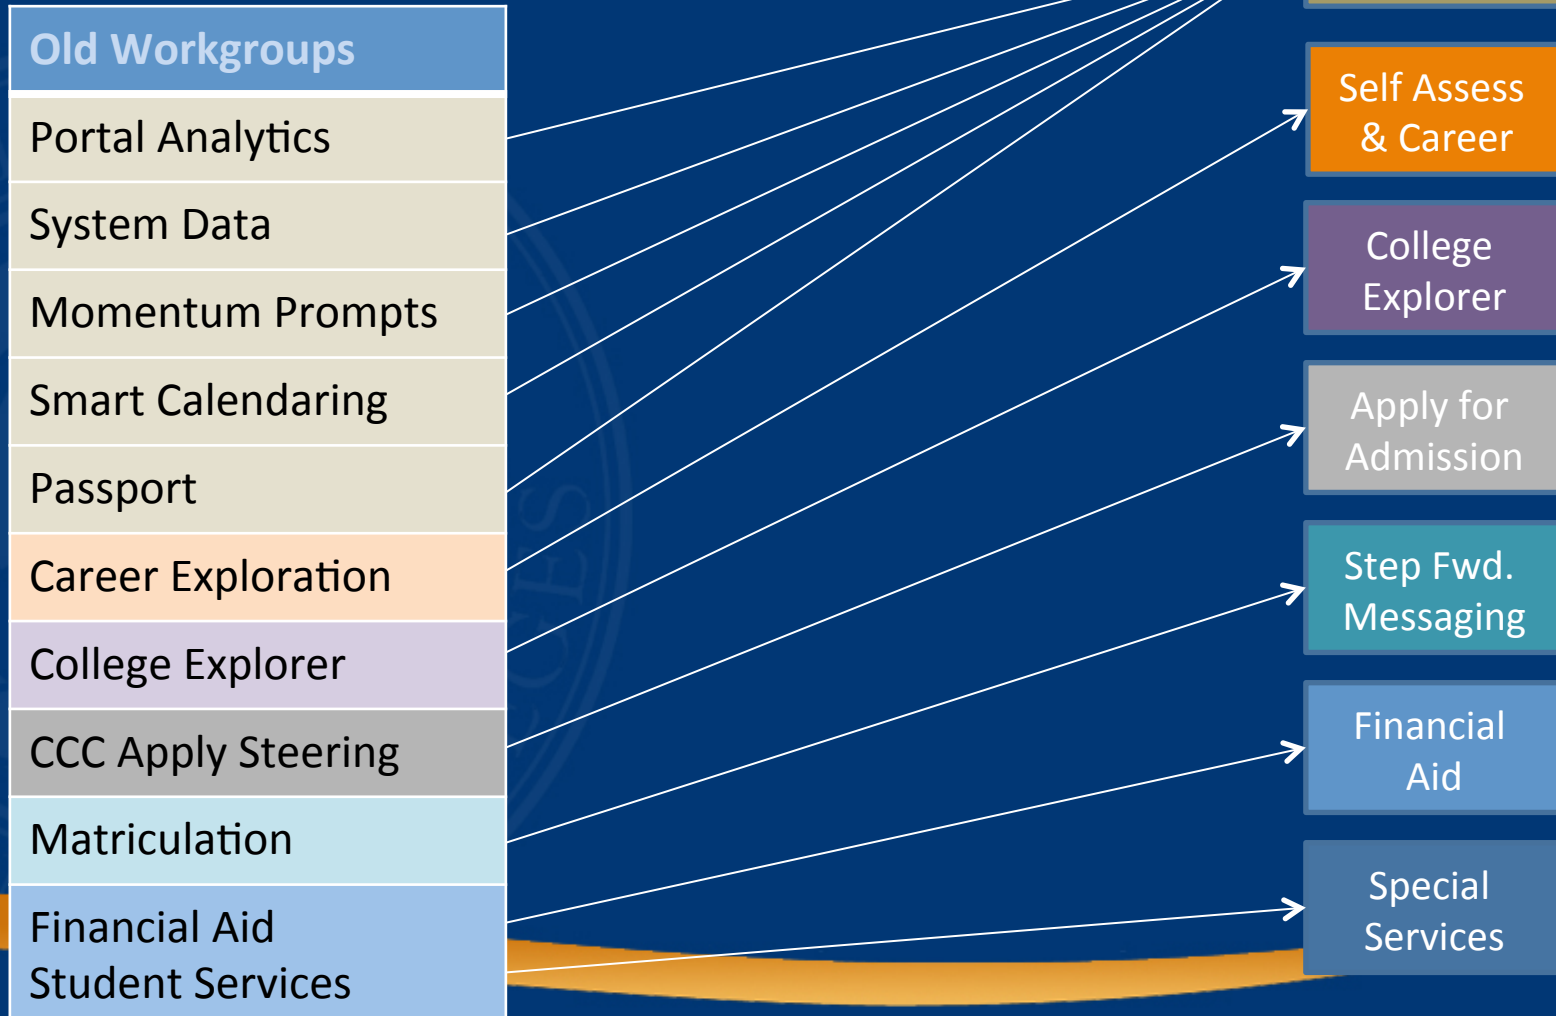 Old Workgroups
Portal Analytics
System Data
Momentum Prompts
Smart Calendaring
Passport
Career Exploration
College Explorer
CCC Apply Steering
Matriculation
Financial Aid
Student Services
Self Assess
& Career
College
Explorer
Apply for
Admission
Step Fwd.
Messaging
Financial
Aid
Special
Services